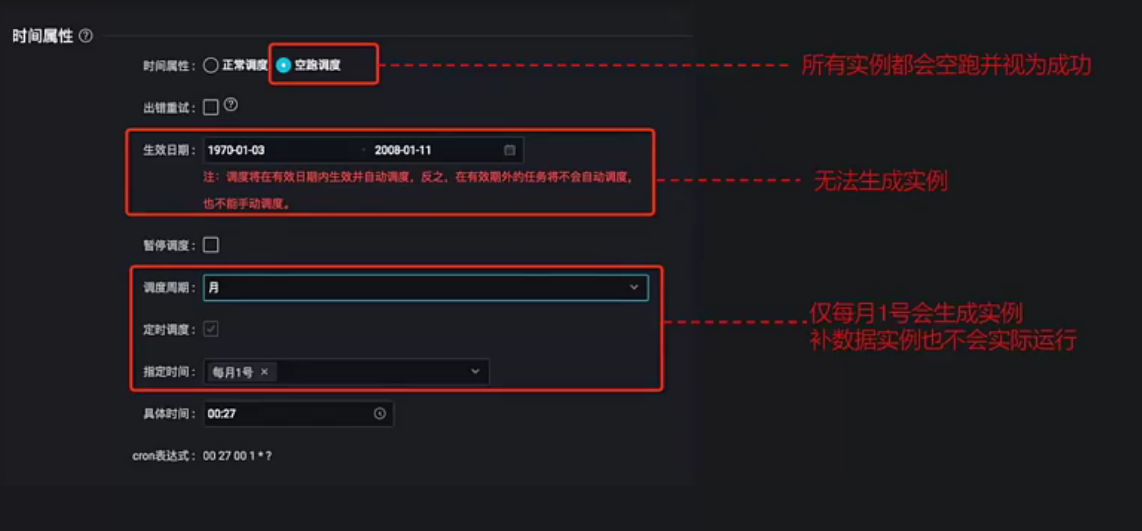 时间属性 ?
时间属性： 正常调度 空跑调度
所有实例都会空跑并视为成功
出错重试： ?
生效日期： 1970-01-03 - 2008-01-11
注：调度将在有效日期内生效并自动调度，反之，在有效期外的任务将不会自动调度，
也不能手动调度。
无法生成实例
暂停调度：
调度周期： 月
定时调度：
仅每月1号会生成实例
补数据实例也不会实际运行
指定时间： 每月1号 ×
具体时间： 00:27
cron表达式： 00 27 00 1 * ?